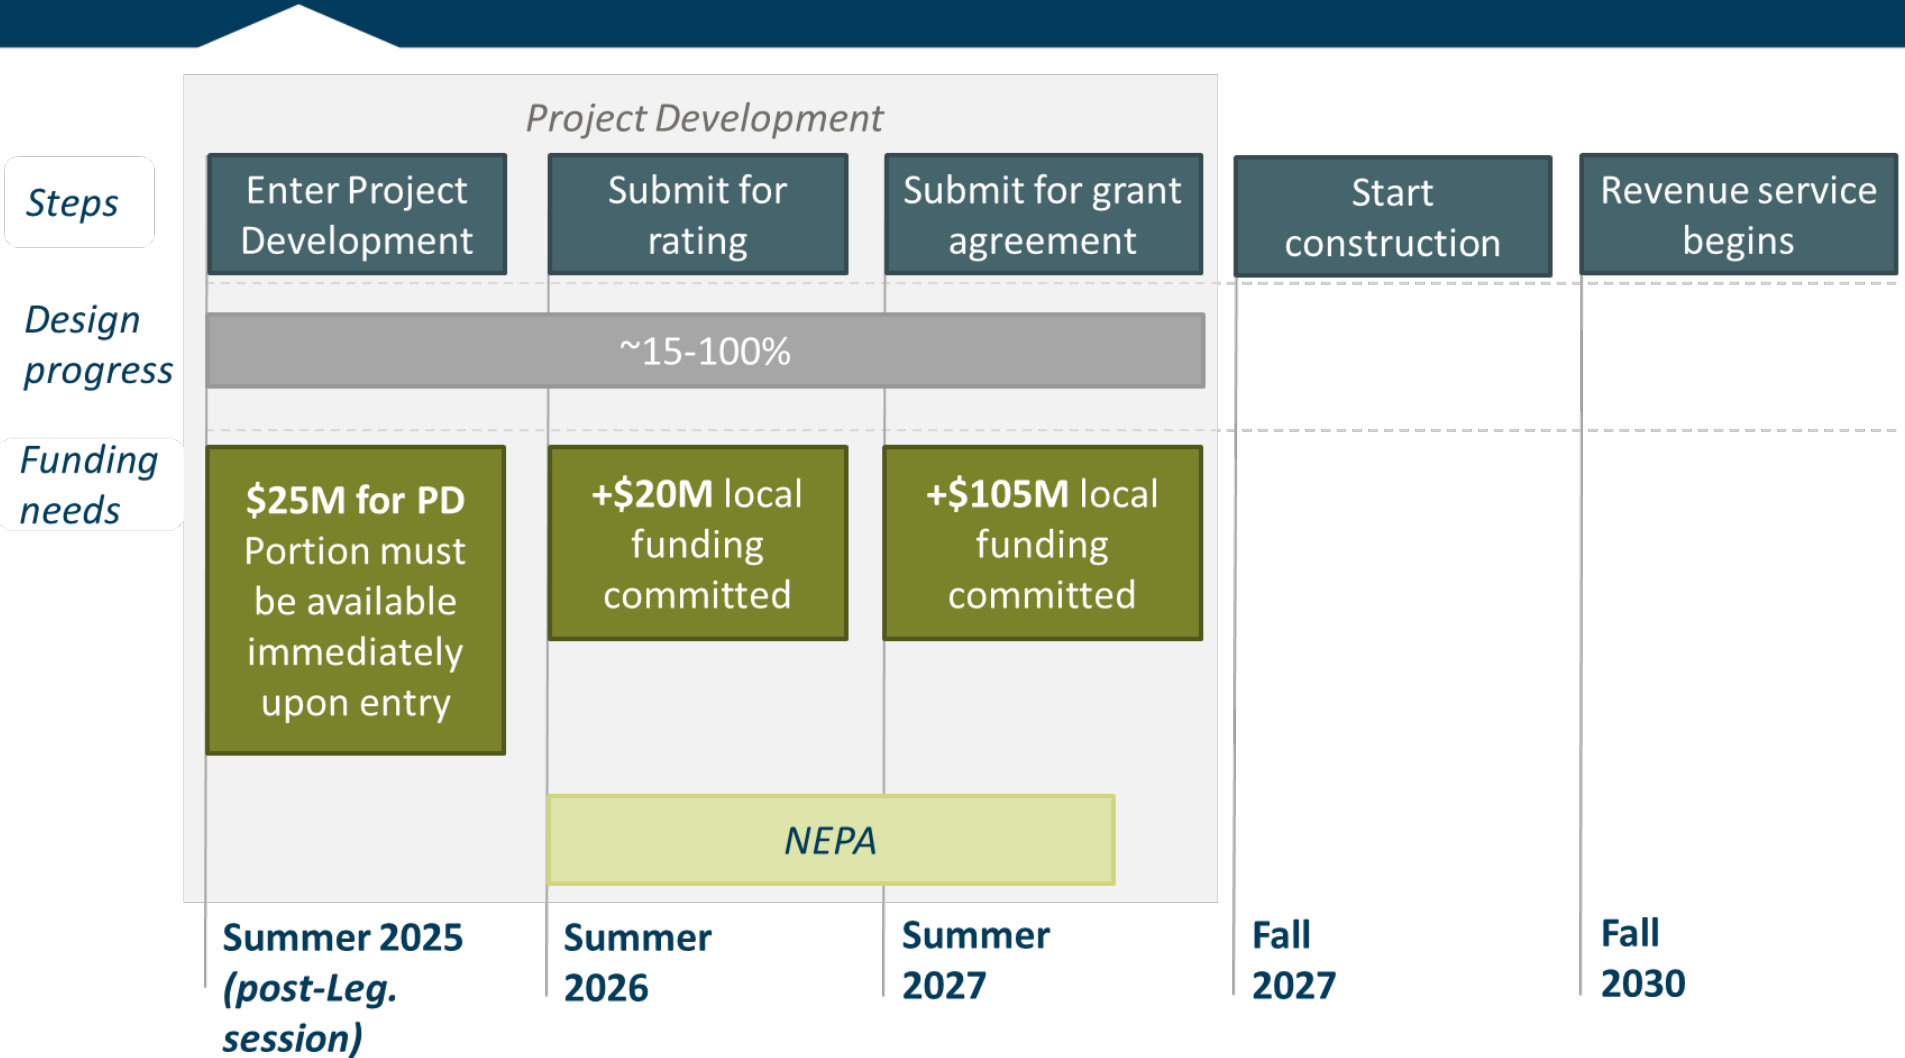 Project Development
Steps
Enter Project
Development
Submit for
rating
Submit for grant
agreement
Start
construction
Revenue service
begins
Design
progress
~15-100%
Funding
needs
$25M for PD
Portion must
be available
immediately
upon entry
+$20M local
funding
committed
+$105M local
funding
committed
NEPA
Summer 2025
(post-Leg.
session)
Summer
2026
Summer
2027
Fall
2027
Fall
2030